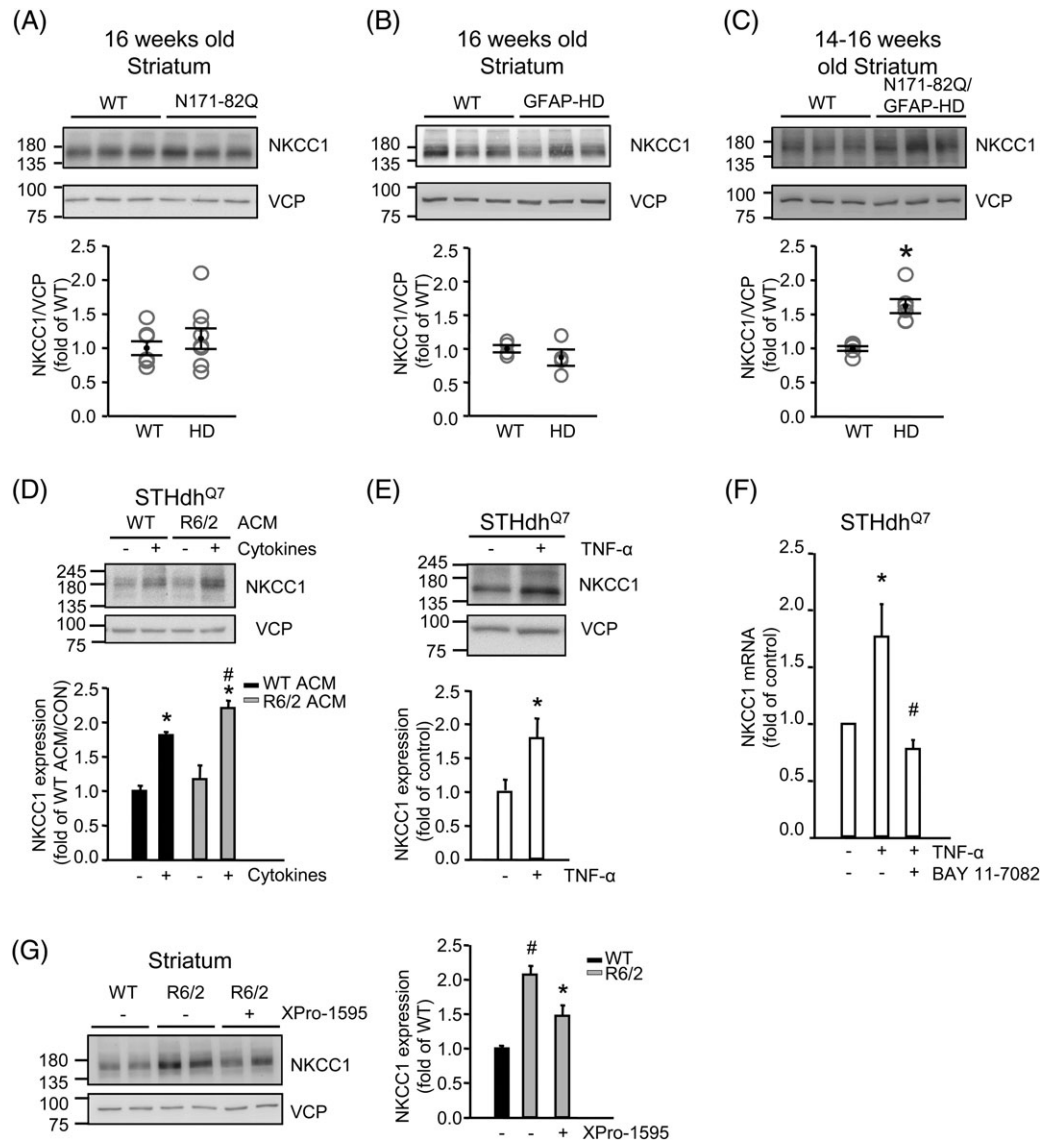 (A)
16 weeks old
Striatum
WT N171-82Q
180
135
NKCC1
100
75
VCP
NKCC1/VCP
(fold of WT)
2.5
2.0
1.5
1.0
0.5
0.0
WT HD
(B)
16 weeks old
Striatum
WT GFAP-HD
180
135
NKCC1
100
75
VCP
NKCC1/VCP
(fold of WT)
2.5
2.0
1.5
1.0
0.5
0.0
WT HD
(C)
14-16 weeks
old Striatum
N171-82Q/
WT GFAP-HD
180
135
NKCC1
100
75
VCP
NKCC1/VCP
(fold of WT)
2.5
2.0
1.5
1.0
0.5
0.0
*
WT HD
(D)
STHdhQ7
WT R6/2 ACM
- + - + Cytokines
245
180
135
NKCC1
100
75
VCP
WT ACM
R6/2 ACM
NKCC1 expression
(fold of WT ACM/CON)
2.5
2.0
1.5
1.0
0.5
0.0
*
#
*
- + - + Cytokines
(E)
STHdhQ7
- + TNF-α
245
180
135
NKCC1
100
75
VCP
NKCC1 expression
(fold of control)
2.5
2.0
1.5
1.0
0.5
0.0
*
- + TNF-α
(F)
STHdhQ7
NKCC1 mRNA
(fold of control)
2.5
2.0
1.5
1.0
0.5
0.0
*
#
- + + TNF-α
- - + BAY 11-7082
(G)
Striatum
WT R6/2 R6/2
- - + XPro-1595
180
135
NKCC1
100
75
VCP
NKCC1 expression
(fold of WT)
2.5
2.0
1.5
1.0
0.5
0.0
#
*
WT
R6/2
- - + XPro-1595